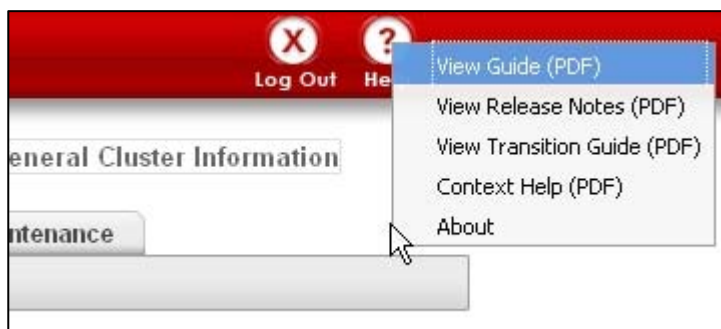 X ?
Log Out He
View Guide (PDF)
View Release Notes (PDF)
View Transition Guide (PDF)
Context Help (PDF)
About
eneral Cluster Information
ntenance